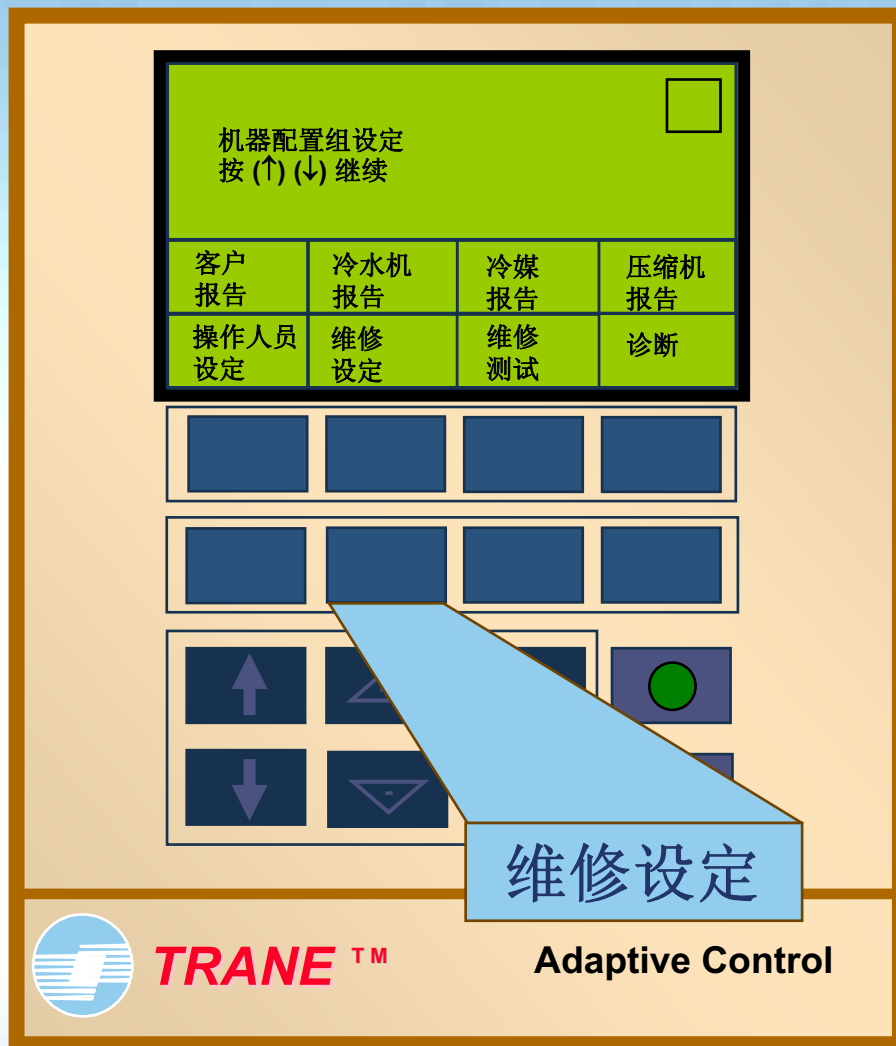 机器配置组设定
按 (↑) (↓) 继续
客户
报告
冷水机
报告
冷媒
报告
压缩机
报告
操作人员
设定
维修
设定
维修
测试
诊断
维修设定
TRANE TM
Adaptive Control